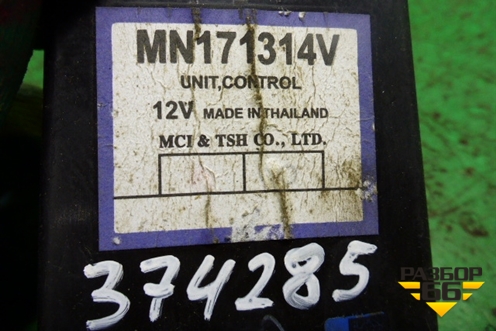 MN171314V
UNIT,CONTROL
12V MADE IN THAILAND
MCI & TSH CO., LTD.
374285
РАЗБОР
66